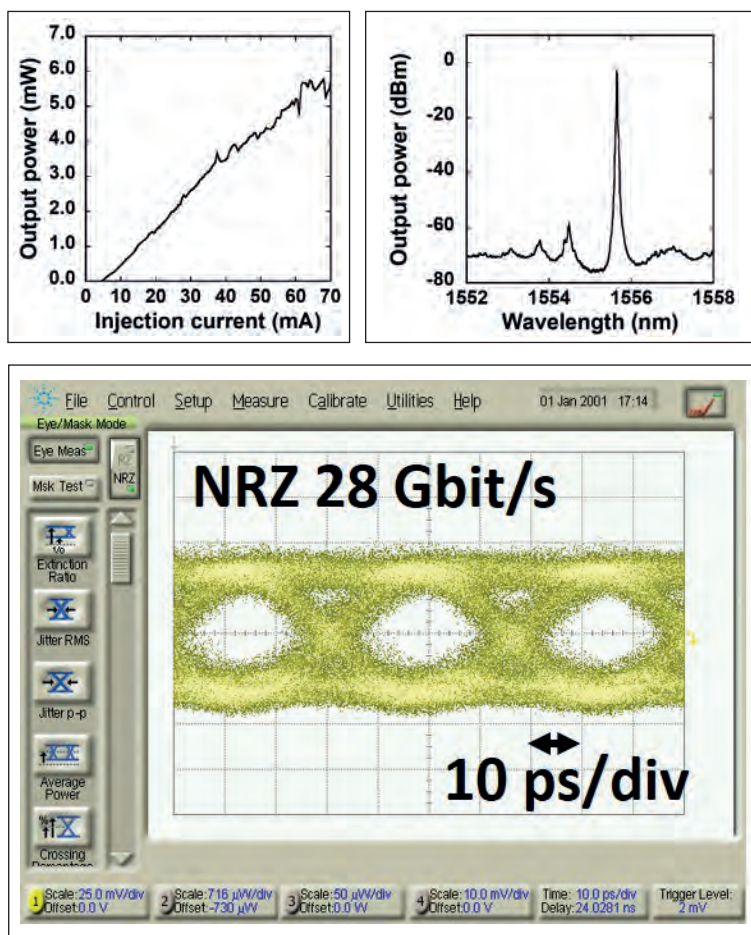 7.0
6.0
5.0
4.0
3.0
2.0
1.0
0.0
Output power (mW)
0 10 20 30 40 50 60 70
Injection current (mA)
0
-20
-40
-60
-80
Output power (dBm)
1552 1554 1556 1558
Wavelength (nm)
File Control Setup Measure Calibrate Utilities Help 01 Jan 2001 17:14
Eye/Mask Mode
Eye Meas
Msk Test
RZ
NRZ
Extinction
Ratio
Jitter RMS
Jitter p-p
Average
Power
Crossing
NRZ 28 Gbit/s
10 ps/div
1 Scale:25.0 mV/div
Offset:0.0 V
2 Scale:716 µW/div
Offset:-730 µW
3 Scale:50 µW/div
Offset:0.0 W
4 Scale:10.0 mV/div
Offset:0.0 V
Time: 10.0 ps/div
Delay:24.0281 ns
Trigger Level:
2 mV